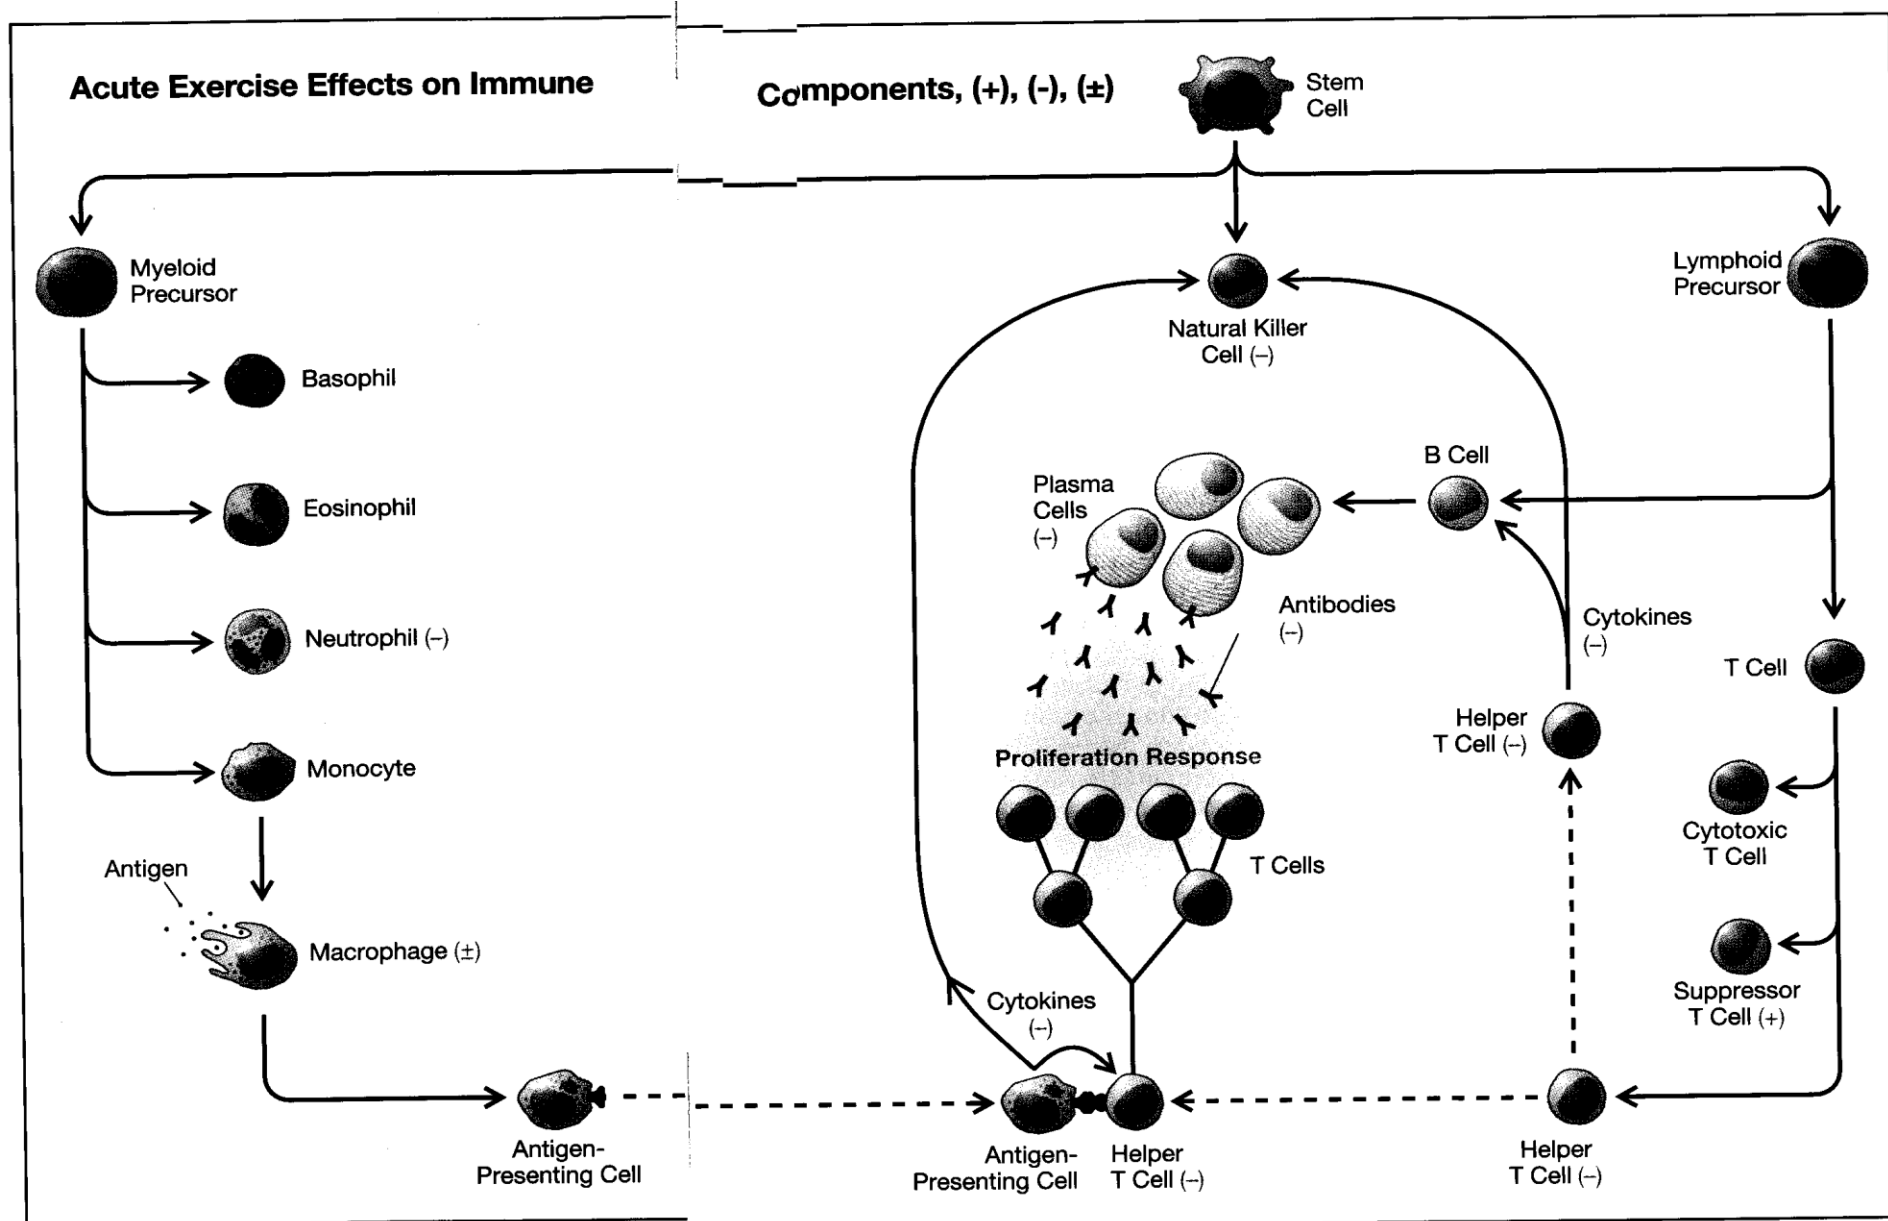 Acute Exercise Effects on Immune Components, (+), (-), (±)
Stem
Cell
Myeloid
Precursor
Lymphoid
Precursor
Natural Killer
Cell (–)
Basophil
Eosinophil
Neutrophil (–)
Monocyte
Antigen
Macrophage (±)
Antigen-
Presenting Cell
B Cell
Plasma
Cells
(–)
Antibodies
(–)
Cytokines
(–)
T Cell
Helper
T Cell (–)
Proliferation Response
T Cells
Cytotoxic
T Cell
Suppressor
T Cell (+)
Cytokines
(–)
Antigen-
Presenting Cell
Helper
T Cell (–)
Helper
T Cell (–)